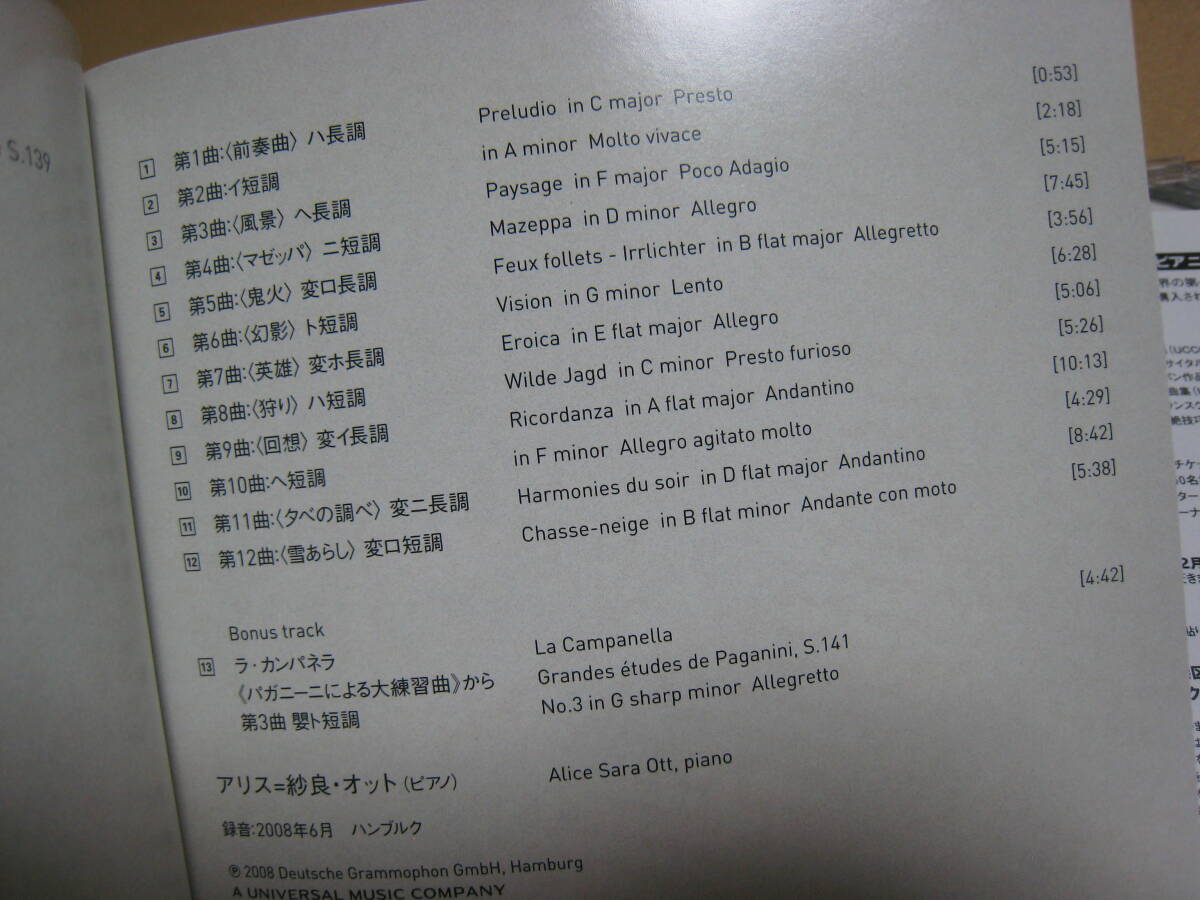 S.139
1 第1曲:〈前奏曲〉 ハ長調 Preludio in C major Presto [0:53]
2 第2曲:イ短調 in A minor Molto vivace [2:18]
3 第3曲:〈風景〉 ヘ長調 Paysage in F major Poco Adagio [5:15]
4 第4曲:〈マゼッパ〉 ニ短調 Mazeppa in D minor Allegro [7:45]
5 第5曲:〈鬼火〉 変ロ長調 Feux follets - Irrlichter in B flat major Allegretto [3:56]
6 第6曲:〈幻影〉 ト短調 Vision in G minor Lento [6:28]
7 第7曲:〈英雄〉 変ホ長調 Eroica in E flat major Allegro [5:06]
8 第8曲:〈狩り〉 ハ短調 Wilde Jagd in C minor Presto furioso [5:26]
9 第9曲:〈回想〉 変イ長調 Ricordanza in A flat major Andantino [10:13]
10 第10曲:ヘ短調 in F minor Allegro agitato molto [4:29]
11 第11曲:〈夕べの調べ〉 変ニ長調 Harmonies du soir in D flat major Andantino [8:42]
12 第12曲:〈雪あらし〉 変ロ短調 Chasse-neige in B flat minor Andante con moto [5:38]
Bonus track
13 ラ・カンパネラ La Campanella [4:42]
《パガニーニによる大練習曲》から Grandes études de Paganini, S.141
第3曲 嬰ト短調 No.3 in G sharp minor Allegretto
アリス=紗良・オット(ピアノ) Alice Sara Ott, piano
録音:2008年6月 ハンブルク
℗ 2008 Deutsche Grammophon GmbH, Hamburg
A UNIVERSAL MUSIC COMPANY